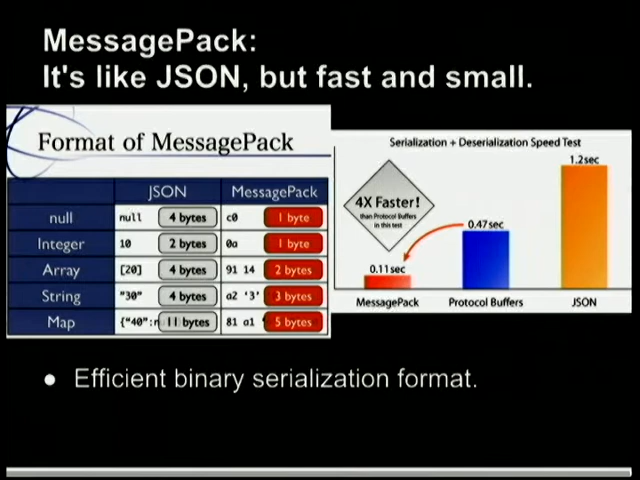 MessagePack:
It's like JSON, but fast and small.
Format of MessagePack
JSON MessagePack
null null 4 bytes c0 1 byte
Integer 10 2 bytes 0a 1 byte
Array [20] 4 bytes 91 14 2 bytes
String "30" 4 bytes a2 '3' 3 bytes
Map {"40":n 11 bytes 81 a1 ' 5 bytes
Serialization + Deserialization Speed Test
1.2sec
4X Faster!
than Protocol Buffers
in this test
0.47sec
0.11sec
MessagePack Protocol Buffers JSON
● Efficient binary serialization format.